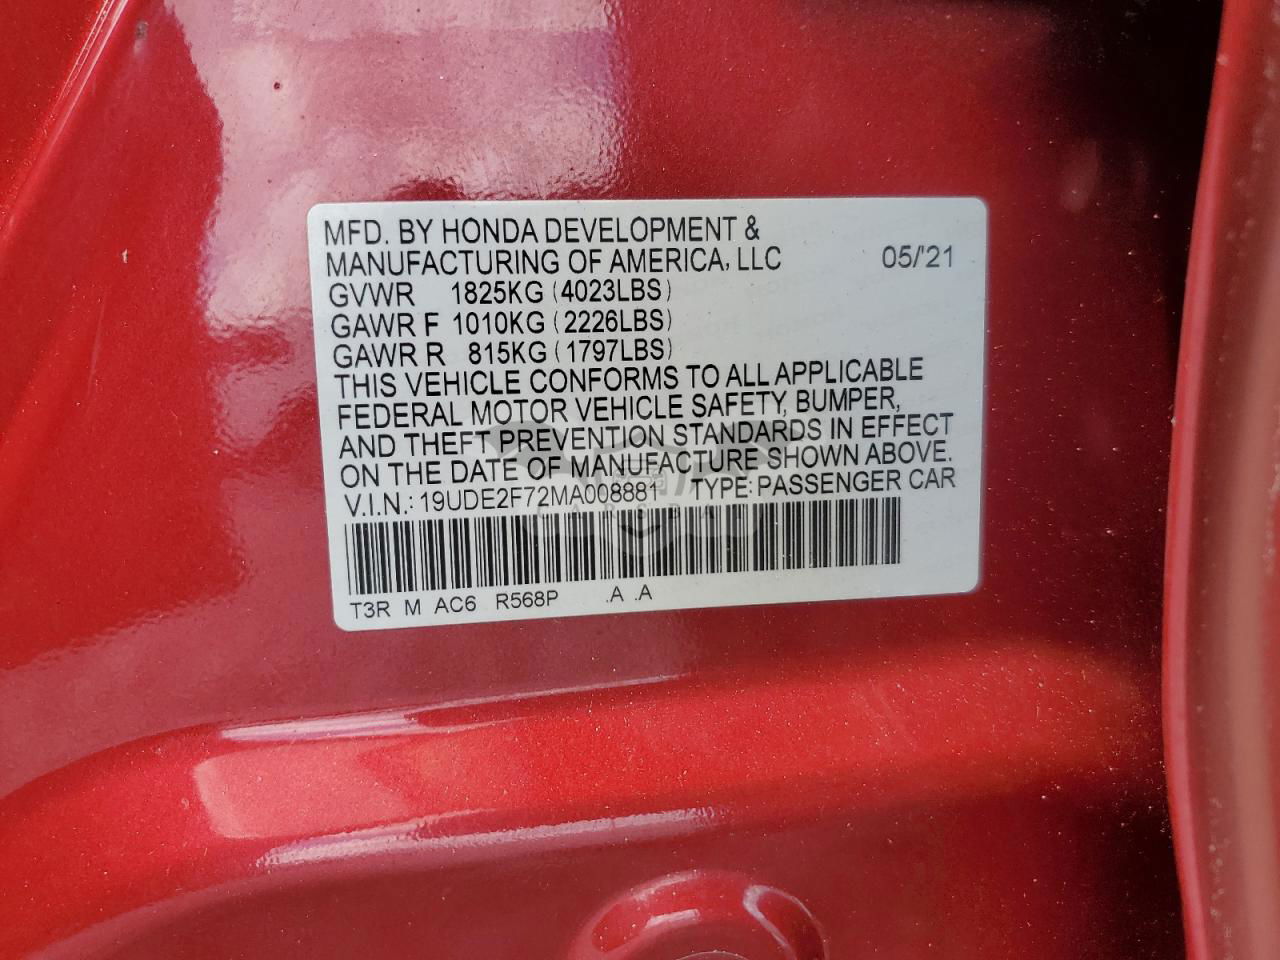 MFD. BY HONDA DEVELOPMENT &
MANUFACTURING OF AMERICA, LLC 05/'21
GVWR 1825KG (4023LBS)
GAWR F 1010KG (2226LBS)
GAWR R 815KG (1797LBS)
THIS VEHICLE CONFORMS TO ALL APPLICABLE
FEDERAL MOTOR VEHICLE SAFETY, BUMPER,
AND THEFT PREVENTION STANDARDS IN EFFECT
ON THE DATE OF MANUFACTURE SHOWN ABOVE.
V.I.N.: 19UDE2F72MA008881 TYPE: PASSENGER CAR
T3R M AC6 R568P .A .A